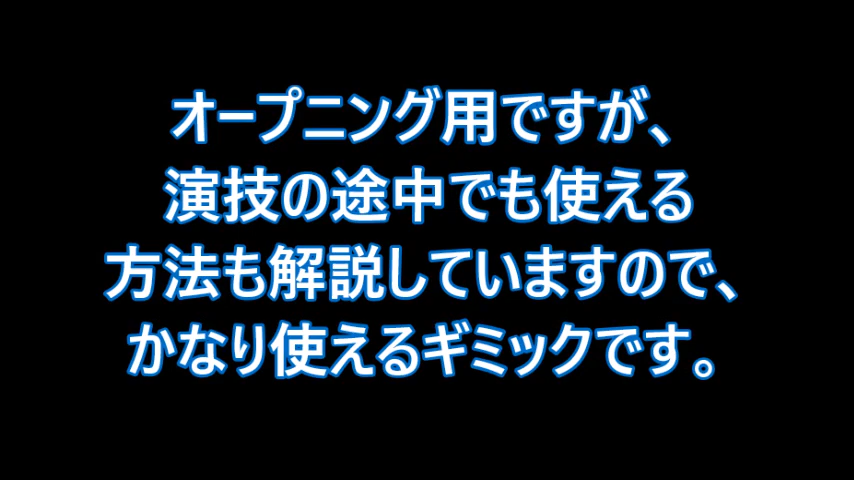 オープニング用ですが、
演技の途中でも使える
方法も解説していますので、
かなり使えるギミックです。